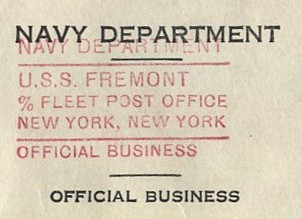 NAVY DEPARTMENT
NAVY DEPARTMENT
U.S.S. FREMONT
% FLEET POST OFFICE
NEW YORK, NEW YORK
OFFICIAL BUSINESS
OFFICIAL BUSINESS